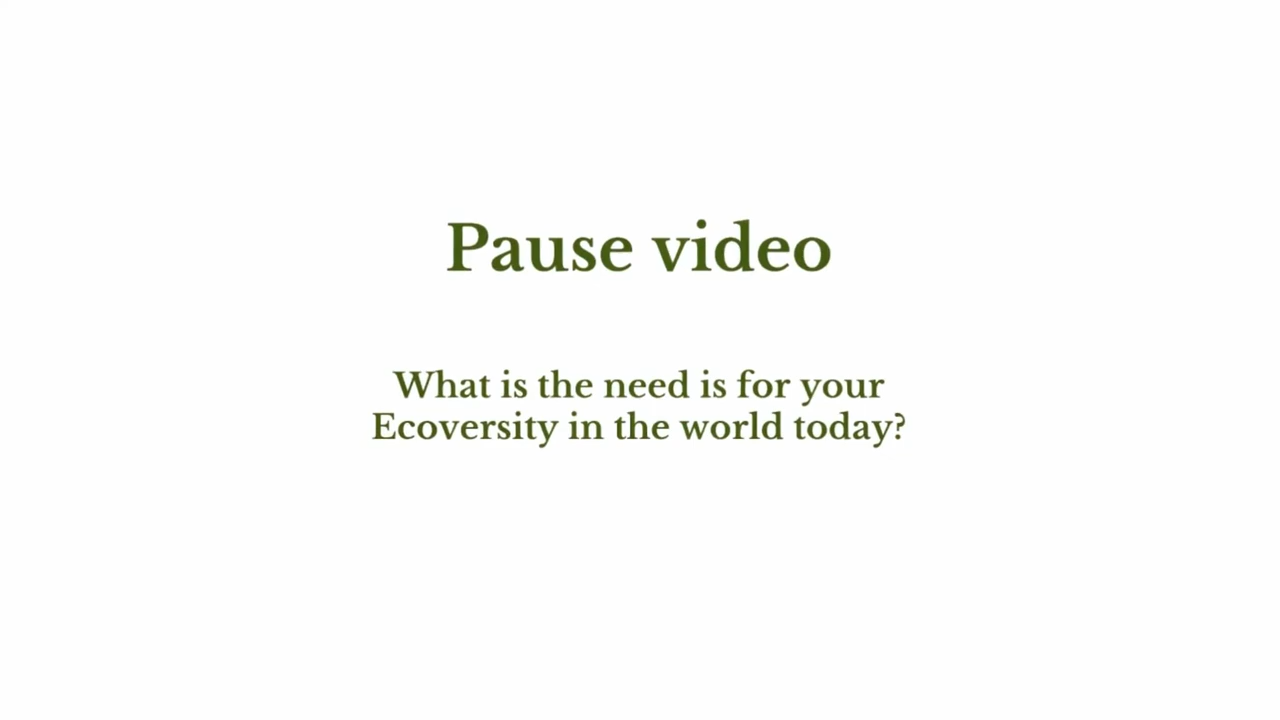 Pause video
What is the need is for your
Ecoversity in the world today?